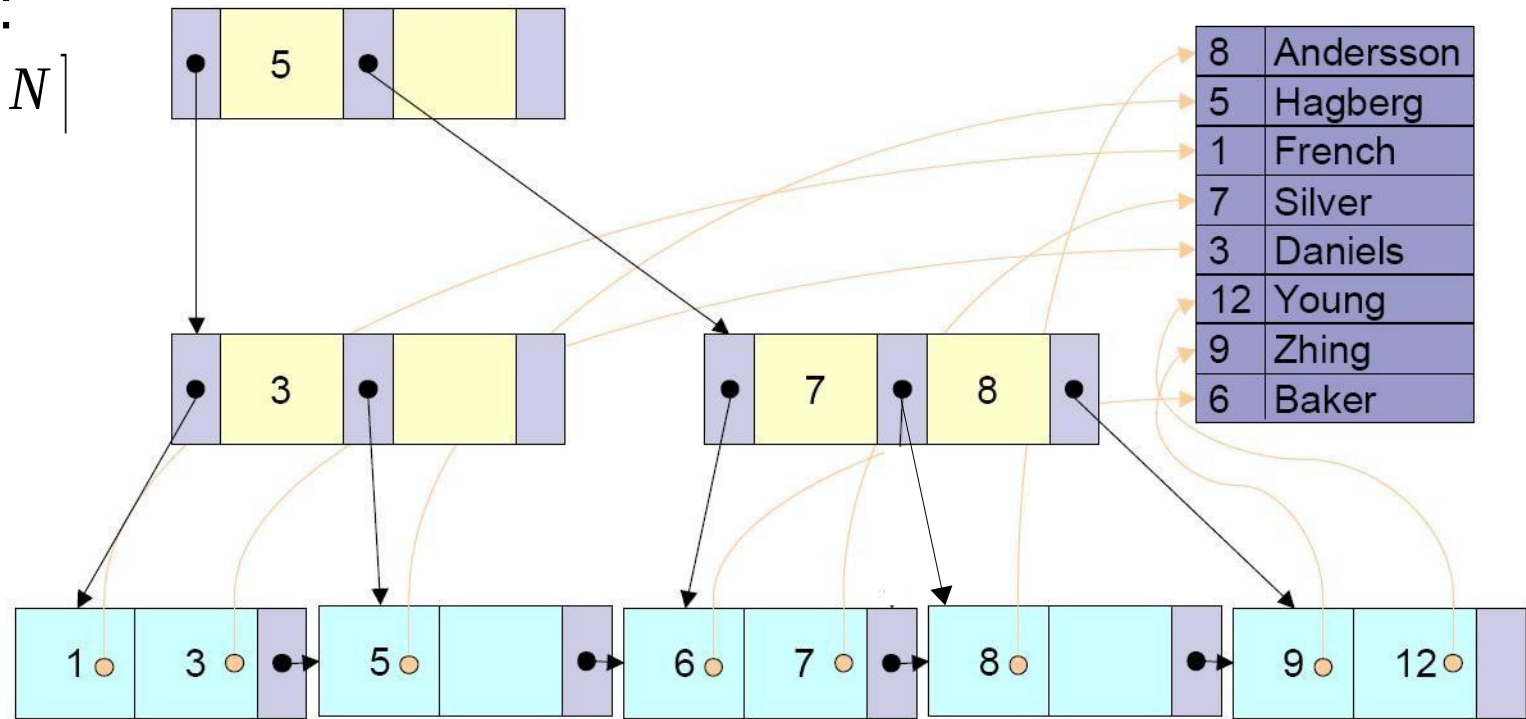 :
N⌉
5
8 Andersson
5 Hagberg
1 French
7 Silver
3 Daniels
12 Young
9 Zhing
6 Baker
3
7 8
1 3 5 6 7 8 9 12